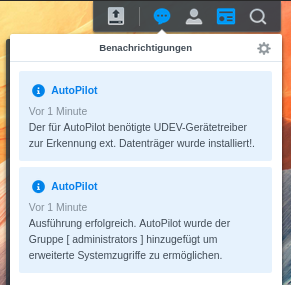 Benachrichtigungen
AutoPilot
Vor 1 Minute
Der für AutoPilot benötigte UDEV-Gerätetreiber
zur Erkennung ext. Datenträger wurde installiert!.
AutoPilot
Vor 1 Minute
Ausführung erfolgreich. AutoPilot wurde der
Gruppe [ administrators ] hinzugefügt um
erweiterte Systemzugriffe zu ermöglichen.